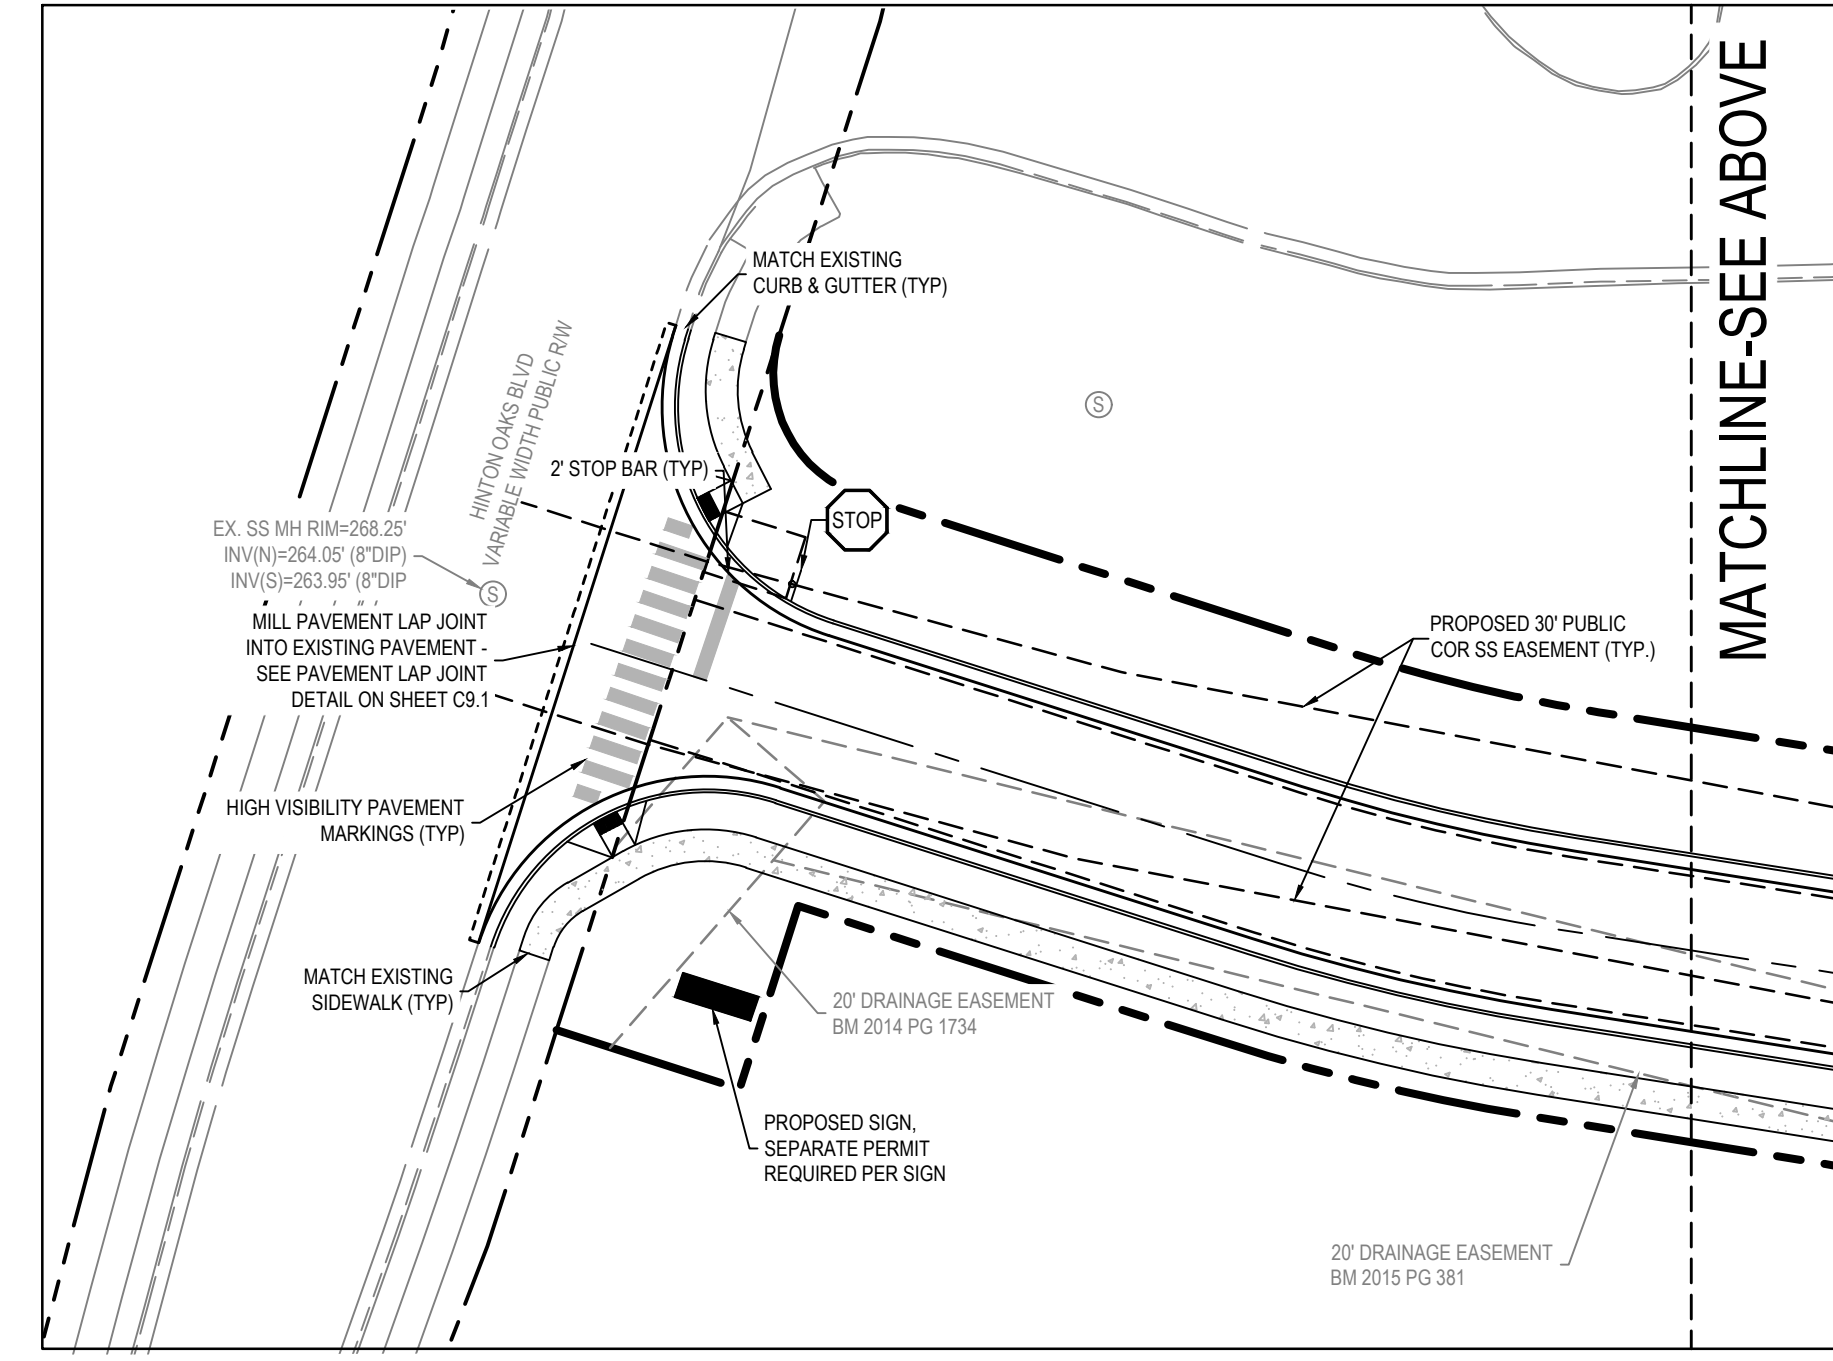 MATCHLINE-SEE ABOVE
MATCH EXISTING
CURB & GUTTER (TYP)
HINTON OAKS BLVD
VARIABLE WIDTH PUBLIC R/W
S
2' STOP BAR (TYP)
STOP
EX. SS MH RIM=268.25'
INV(N)=264.05' (8"DIP)
INV(S)=263.95' (8"DIP
S
MILL PAVEMENT LAP JOINT
INTO EXISTING PAVEMENT -
SEE PAVEMENT LAP JOINT
DETAIL ON SHEET C9.1
PROPOSED 30' PUBLIC
COR SS EASEMENT (TYP.)
HIGH VISIBILITY PAVEMENT
MARKINGS (TYP)
MATCH EXISTING
SIDEWALK (TYP)
20' DRAINAGE EASEMENT
BM 2014 PG 1734
PROPOSED SIGN,
SEPARATE PERMIT
REQUIRED PER SIGN
20' DRAINAGE EASEMENT
BM 2015 PG 381